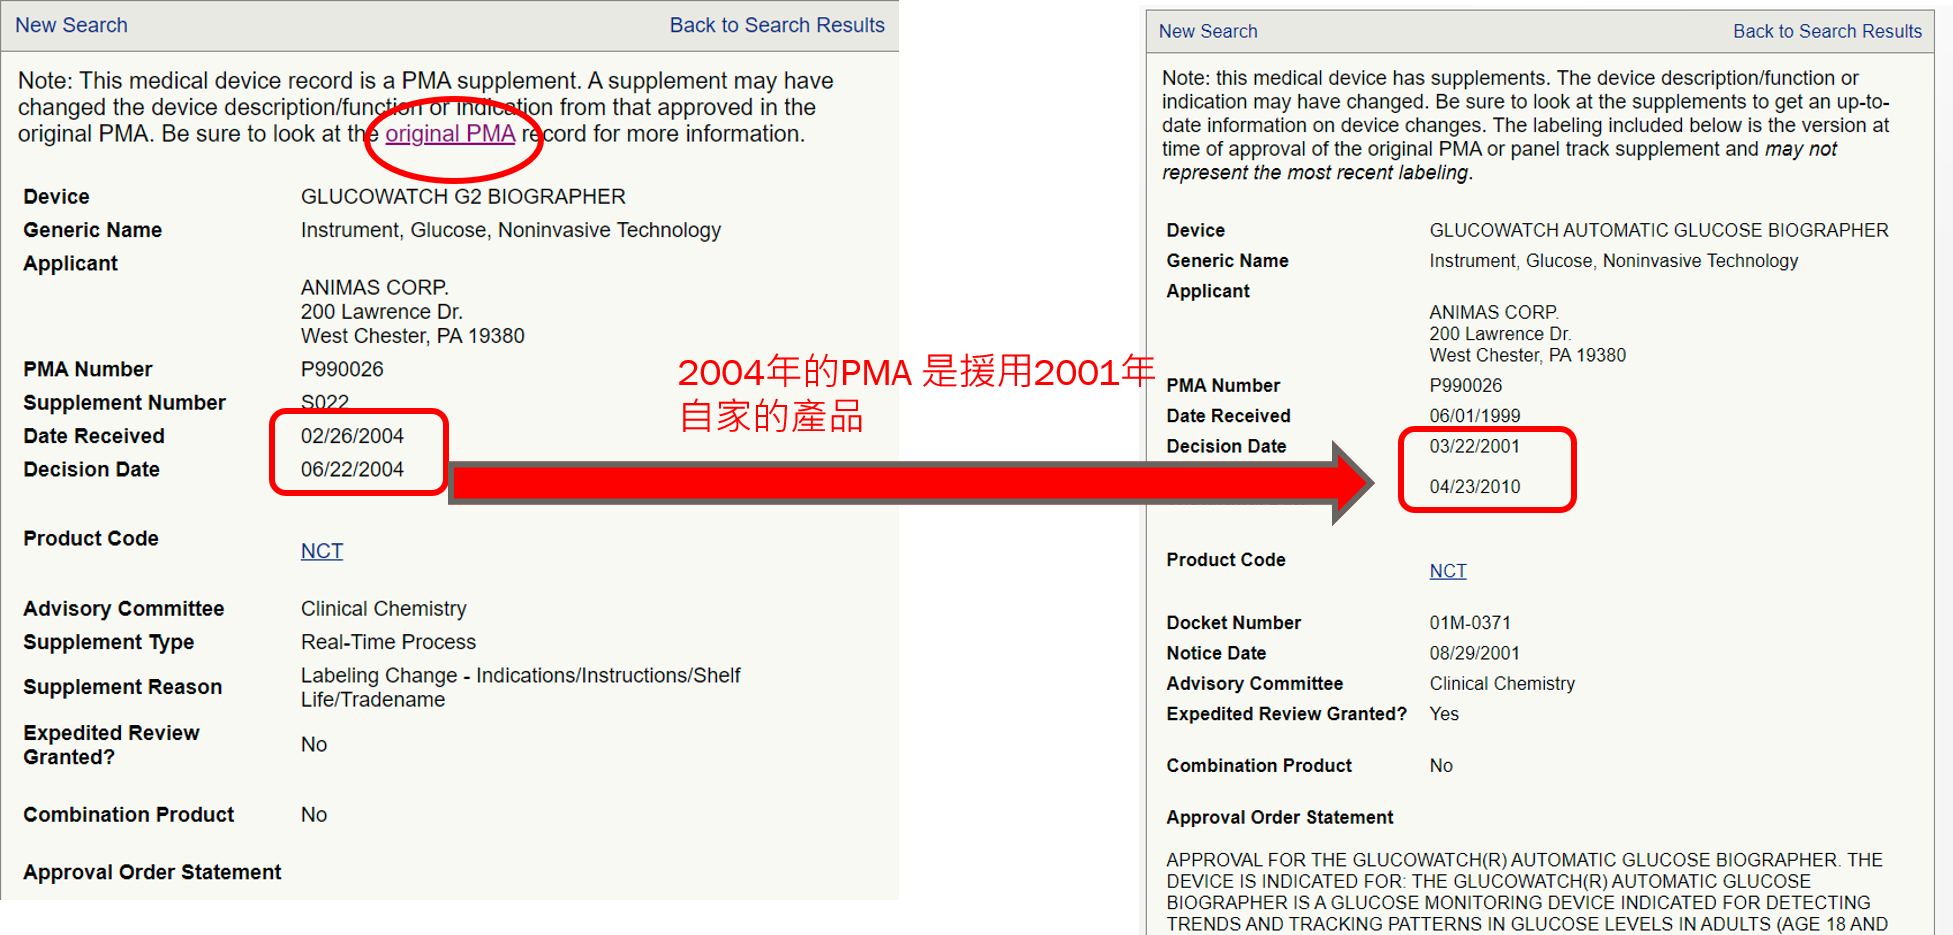 New Search
Back to Search Results
Note: This medical device record is a PMA supplement. A supplement may have
changed the device description/function or indication from that approved in the
original PMA. Be sure to look at the original PMA record for more information.
Device GLUCOWATCH G2 BIOGRAPHER
Generic Name Instrument, Glucose, Noninvasive Technology
Applicant
ANIMAS CORP.
200 Lawrence Dr.
West Chester, PA 19380
PMA Number P990026
Supplement Number S022
Date Received 02/26/2004
Decision Date 06/22/2004
Product Code
NCT
Advisory Committee Clinical Chemistry
Supplement Type Real-Time Process
Supplement Reason Labeling Change - Indications/Instructions/Shelf
Life/Tradename
Expedited Review
Granted? No
Combination Product No
Approval Order Statement
2004年的PMA 是援用2001年
自家的產品
New Search
Back to Search Results
Note: this medical device has supplements. The device description/function or
indication may have changed. Be sure to look at the supplements to get an up-to-
date information on device changes. The labeling included below is the version at
time of approval of the original PMA or panel track supplement and may not
represent the most recent labeling.
Device GLUCOWATCH AUTOMATIC GLUCOSE BIOGRAPHER
Generic Name Instrument, Glucose, Noninvasive Technology
Applicant
ANIMAS CORP.
200 Lawrence Dr.
West Chester, PA 19380
PMA Number P990026
Date Received 06/01/1999
Decision Date 03/22/2001
04/23/2010
Product Code
NCT
Docket Number 01M-0371
Notice Date 08/29/2001
Advisory Committee Clinical Chemistry
Expedited Review Granted? Yes
Combination Product No
Approval Order Statement
APPROVAL FOR THE GLUCOWATCH(R) AUTOMATIC GLUCOSE BIOGRAPHER. THE
DEVICE IS INDICATED FOR: THE GLUCOWATCH(R) AUTOMATIC GLUCOSE
BIOGRAPHER IS A GLUCOSE MONITORING DEVICE INDICATED FOR DETECTING
TRENDS AND TRACKING PATTERNS IN GLUCOSE LEVELS IN ADULTS (AGE 18 AND